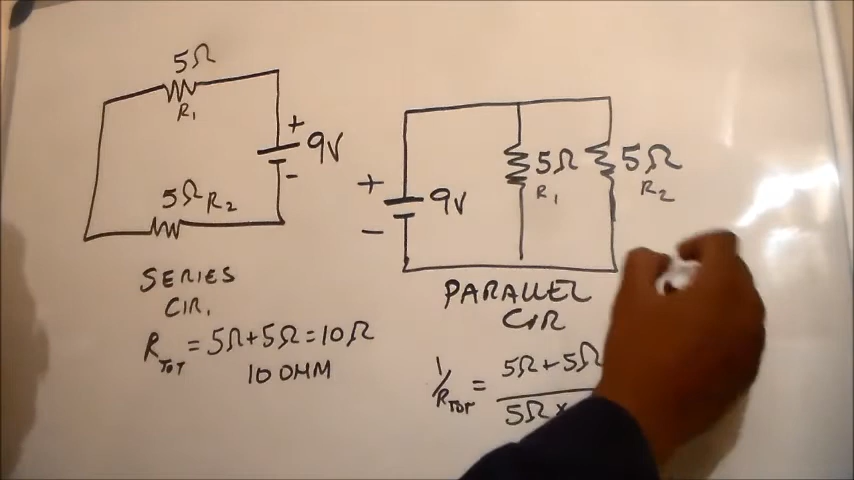 5Ω
R1
+
9V
-
5Ω R2
SERIES
CIR.
RTOT = 5Ω+5Ω=10Ω
10 OHM
+
9V
-
5Ω
R1
5Ω
R2
PARALLEL
CIR
1/RTOT = 5Ω+5Ω
5Ω ×